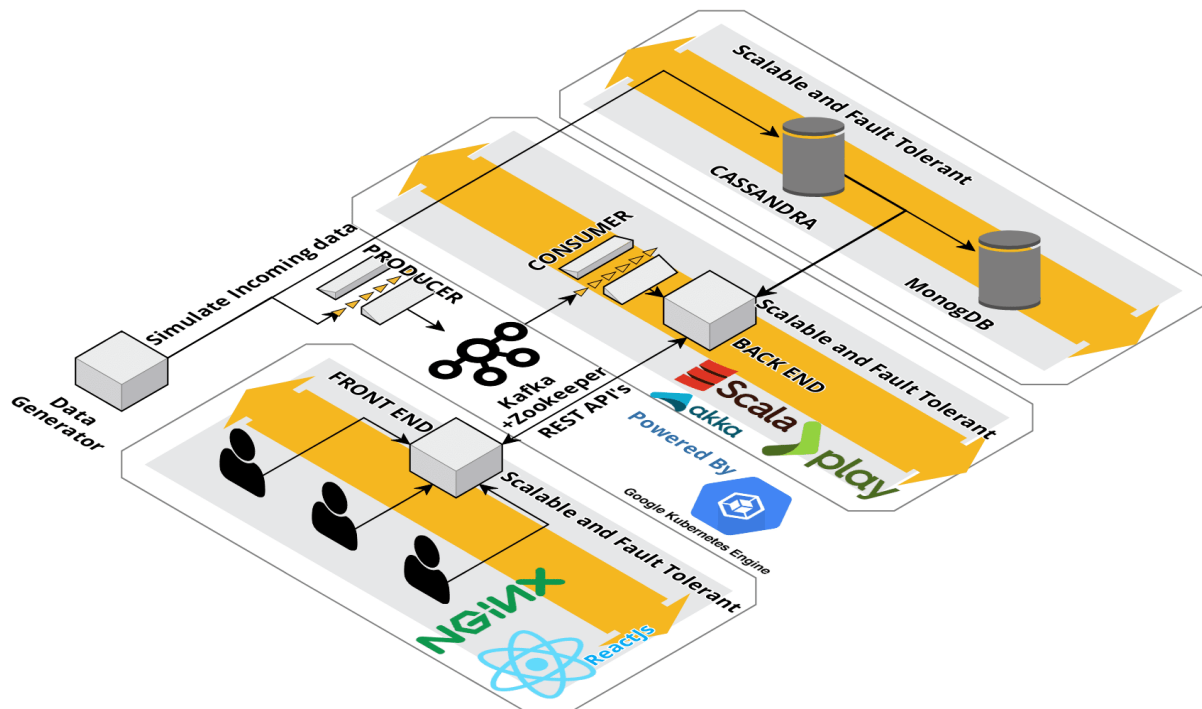 Scalable and Fault Tolerant
CASSANDRA
MonogDB
CONSUMER
Simulate Incoming data
PRODUCER
Scalable and Fault Tolerant
BACK END
Kafka
+Zookeeper
REST API's
Data
Generator
FRONT END
Scala
akka
play
Powered By
Google Kubernetes Engine
Scalable and Fault Tolerant
NGiNX
ReactJs